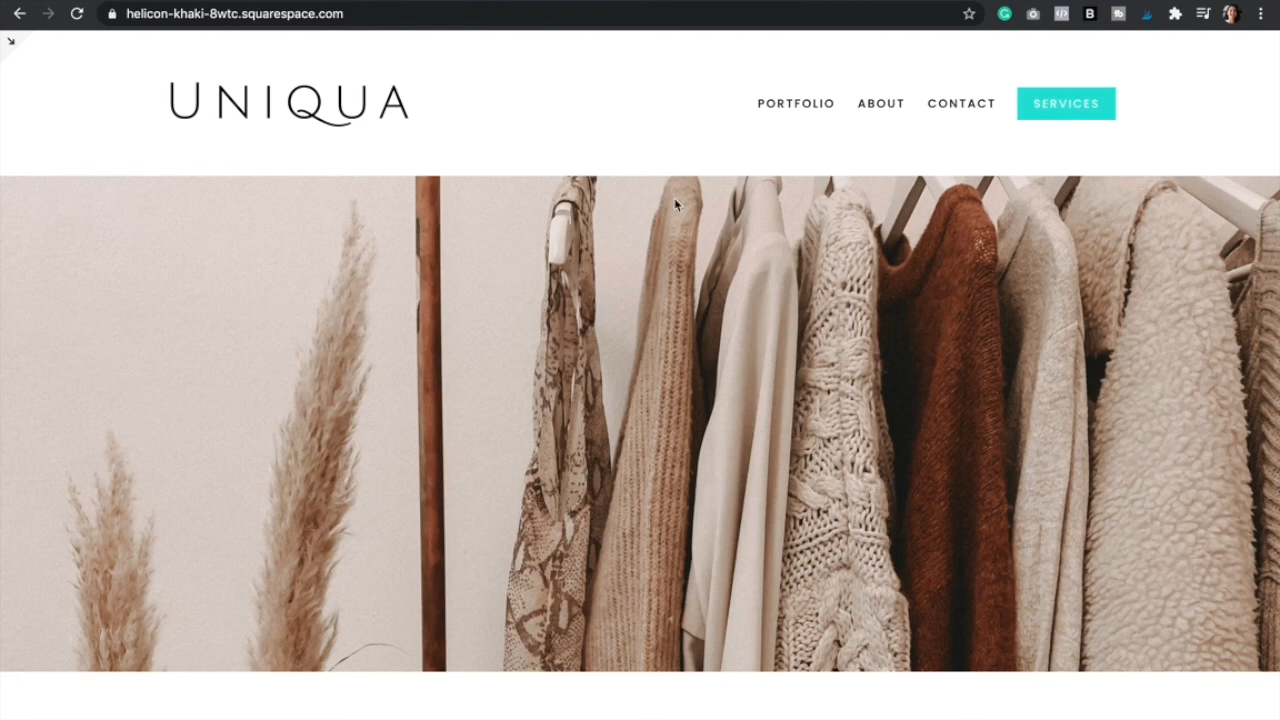 helicon-khaki-8wtc.squarespace.com
UNIQUA
PORTFOLIO ABOUT CONTACT SERVICES